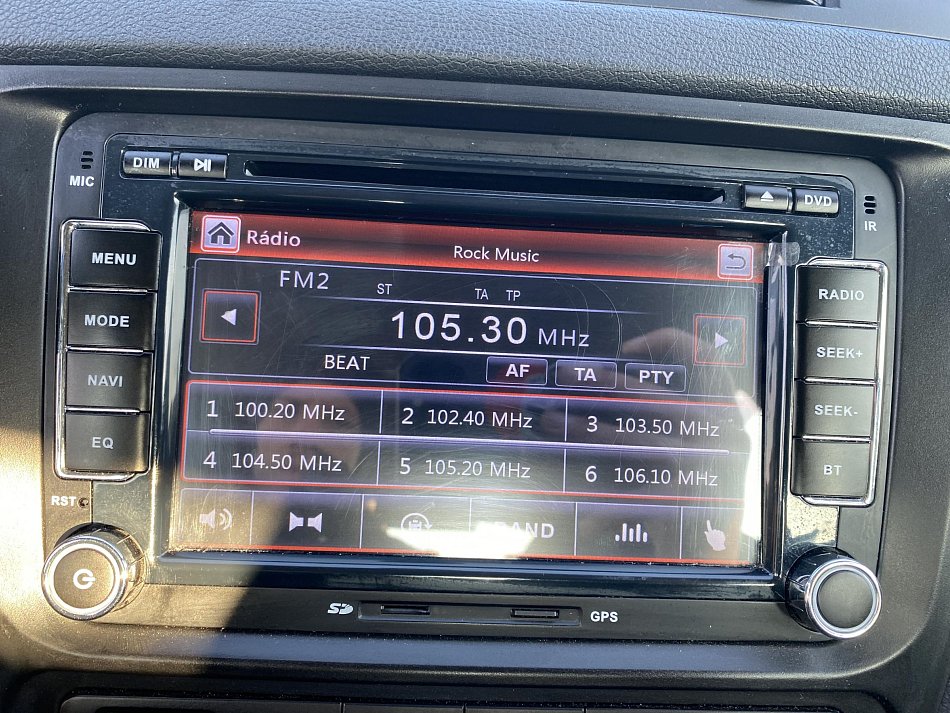 DIM DVD
MIC IR
Rádio Rock Music
MENU
MODE
NAVI
EQ
RST
FM2 ST TA TP
105.30 MHz
BEAT AF TA PTY
1 100.20 MHz 2 102.40 MHz 3 103.50 MHz
4 104.50 MHz 5 105.20 MHz 6 106.10 MHz
RADIO
SEEK+
SEEK-
BT
SD GPS